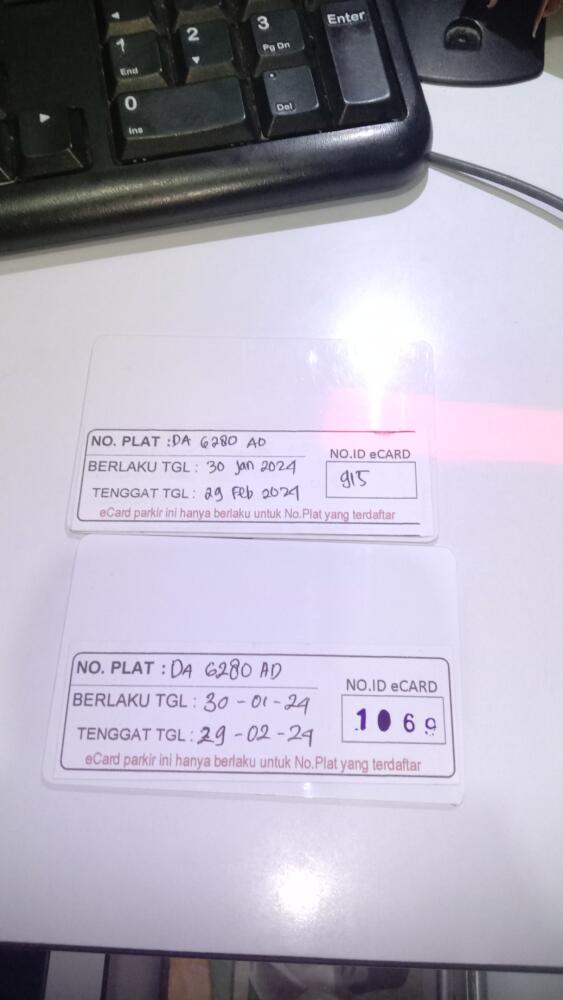 Enter
1
End
2
3
Pg Dn
0
Ins
.
Del
NO. PLAT : DA 6280 AD
BERLAKU TGL : 30 Jan 2024
TENGGAT TGL : 29 Feb 2024
NO.ID eCARD
915
eCard parkir ini hanya berlaku untuk No.Plat yang terdaftar
NO. PLAT : DA 6280 AD
BERLAKU TGL : 30 - 01 - 24
TENGGAT TGL : 29 - 02 - 24
NO.ID eCARD
1069
eCard parkir ini hanya berlaku untuk No.Plat yang terdaftar